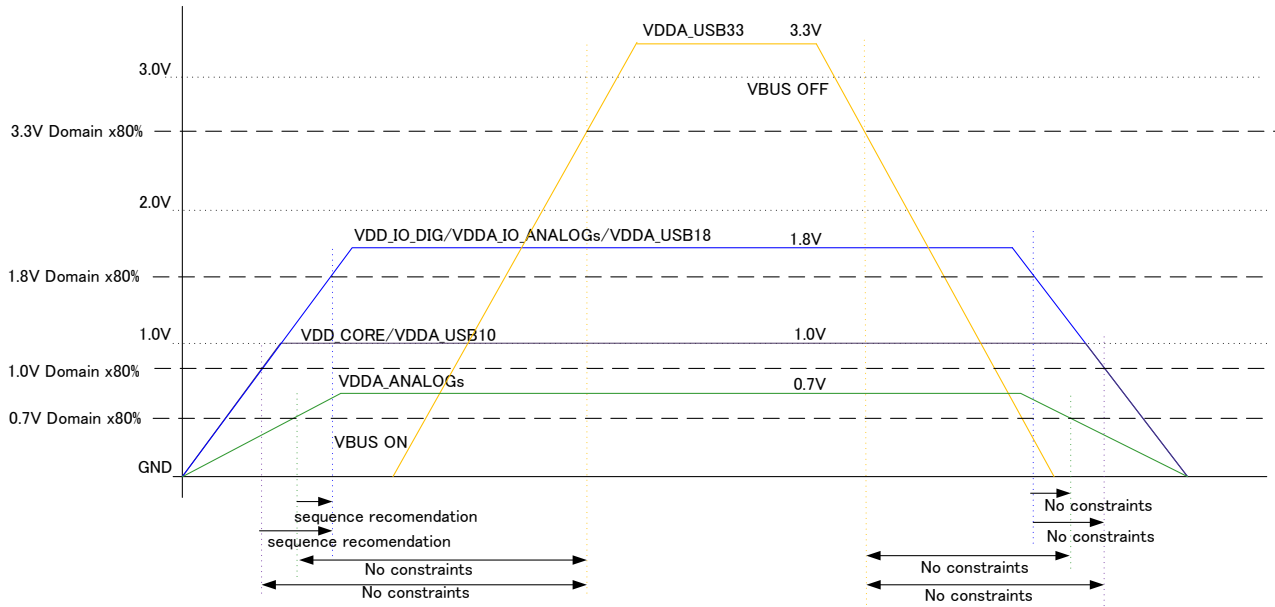 VDDA_USB33 3.3V
3.0V
VBUS OFF
3.3V Domain x80%
2.0V
VDD_IO_DIG/VDDA_IO_ANALOGs/VDDA_USB18 1.8V
1.8V Domain x80%
1.0V
VDD_CORE/VDDA_USB10 1.0V
1.0V Domain x80%
VDDA_ANALOGs 0.7V
0.7V Domain x80%
VBUS ON
GND
sequence recomendation
No constraints
sequence recomendation
No constraints
No constraints
No constraints
No constraints
No constraints